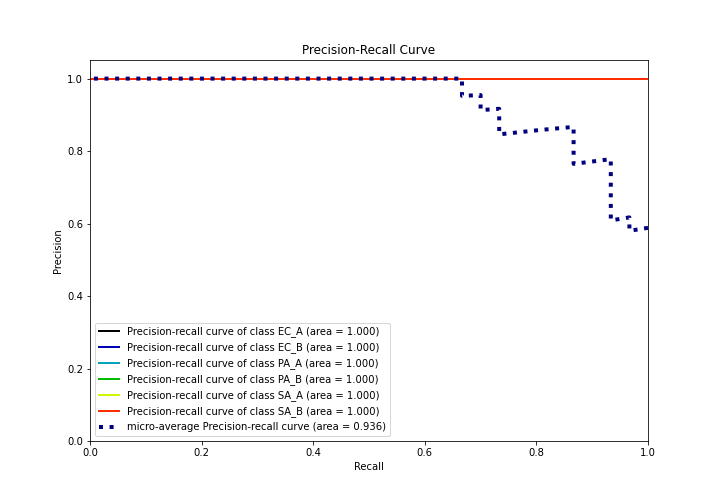 Precision-Recall Curve
1.0
0.8
0.6
0.4
0.2
0.0
Precision
Precision-recall curve of class EC_A (area = 1.000)
Precision-recall curve of class EC_B (area = 1.000)
Precision-recall curve of class PA_A (area = 1.000)
Precision-recall curve of class PA_B (area = 1.000)
Precision-recall curve of class SA_A (area = 1.000)
Precision-recall curve of class SA_B (area = 1.000)
micro-average Precision-recall curve (area = 0.936)
0.0 0.2 0.4 0.6 0.8 1.0
Recall